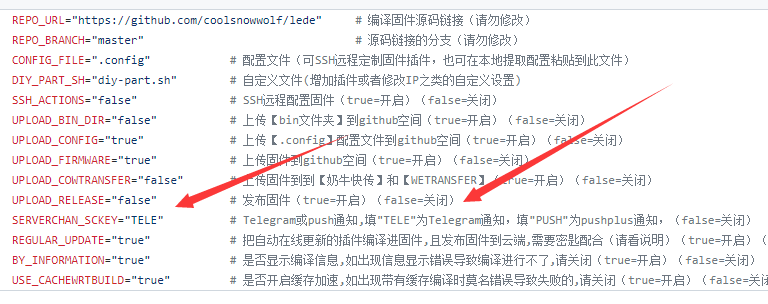 REPO_URL="https://github.com/coolsnowwolf/lede" # 编译固件源码链接（请勿修改）
REPO_BRANCH="master" # 源码链接的分支（请勿修改）
CONFIG_FILE=".config" # 配置文件（可SSH远程定制固件插件，也可在本地提取配置粘贴到此文件）
DIY_PART_SH="diy-part.sh" # 自定义文件(增加插件或者修改IP之类的自定义设置)
SSH_ACTIONS="false" # SSH远程配置固件（true=开启）（false=关闭）
UPLOAD_BIN_DIR="false" # 上传【bin文件夹】到github空间（true=开启）（false=关闭）
UPLOAD_CONFIG="true" # 上传【.config】配置文件到github空间（true=开启）（false=关闭）
UPLOAD_FIRMWARE="true" # 上传固件到github空间（true=开启）（false=关闭）
UPLOAD_COWTRANSFER="false" # 上传固件到到【奶牛快传】和【WETRANSFER】（true=开启）（false=关闭）
UPLOAD_RELEASE="false" # 发布固件（true=开启）（false=关闭）
SERVERCHAN_SCKEY="TELE" # Telegram或push通知,填"TELE"为Telegram通知，填"PUSH"为pushplus通知，（false=关闭）
REGULAR_UPDATE="true" # 把自动在线更新的插件编译进固件,且发布固件到云端,需要密匙配合（请看说明）（true=开启）（false=关
BY_INFORMATION="true" # 是否显示编译信息,如出现信息显示错误导致编译进行不了,请关闭（true=开启）（false=关闭）
USE_CACHEWRTBUILD="true" # 是否开启缓存加速,如出现带有缓存编译时莫名错误导致失败的,请关闭（true=开启）（false=关闭）